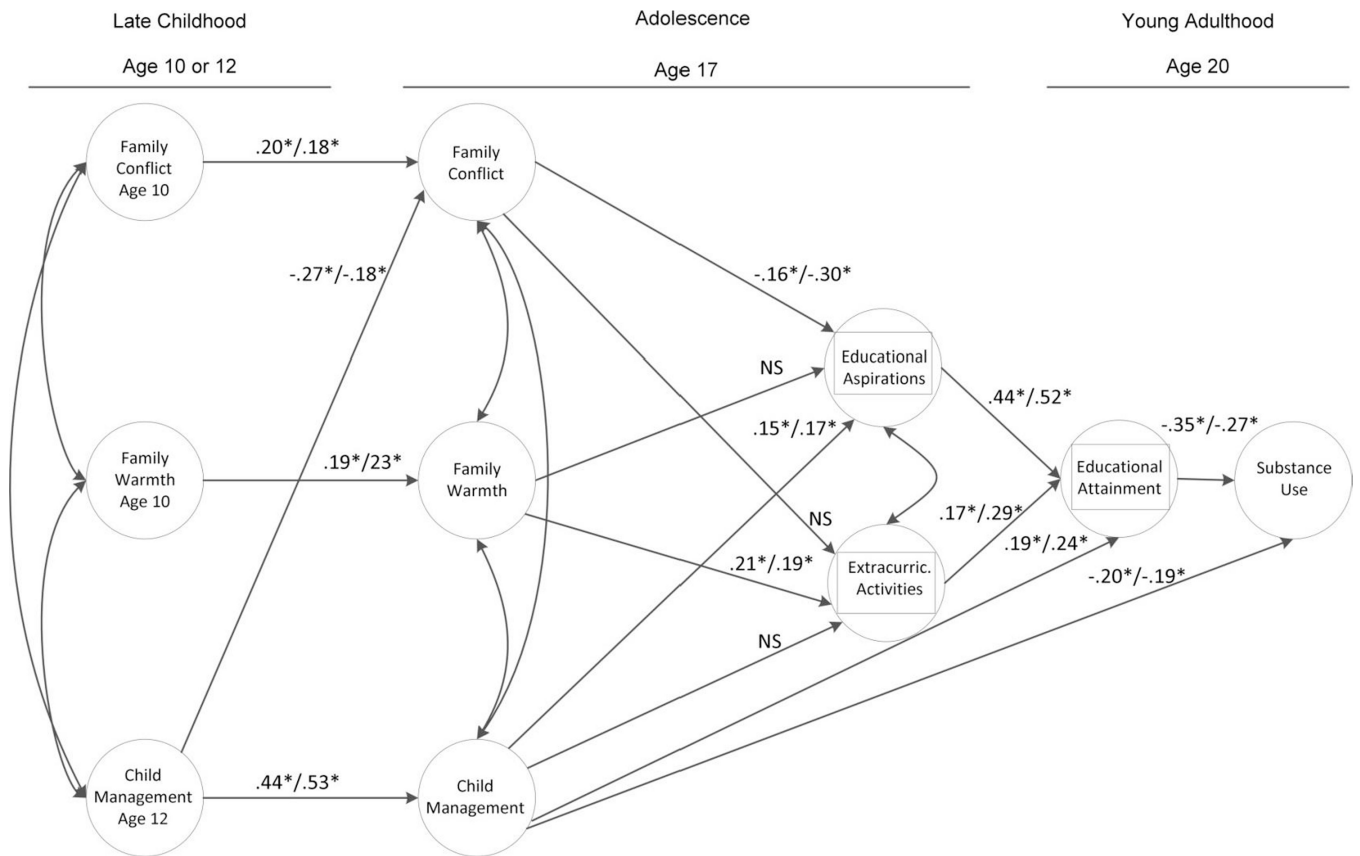 Late Childhood
Adolescence
Young Adulthood
Age 10 or 12
Age 17
Age 20
Family
Conflict
Age 10
.20*/.18*
Family
Conflict
-.27*/-.18*
-.16*/-.30*
Educational
Aspirations
NS
.44*/.52*
.15*/.17*
-.35*/-.27*
Family
Warmth
Age 10
.19*/23*
Family
Warmth
Educational
Attainment
Substance
Use
NS
.17*/.29*
.19*/.24*
.21*/.19*
Extracurric.
Activities
-.20*/-.19*
NS
Child
Management
Age 12
.44*/.53*
Child
Management